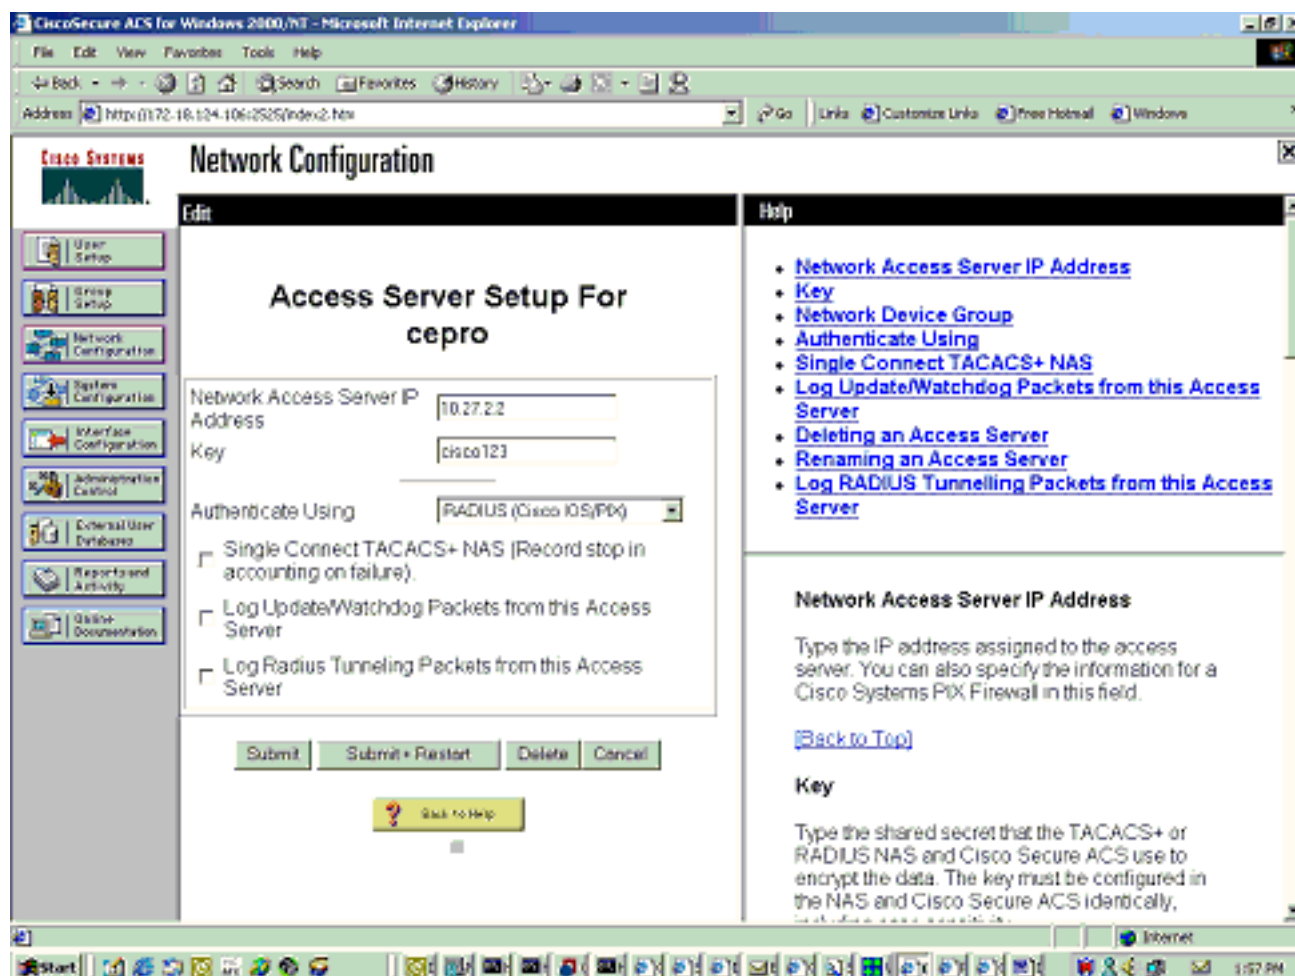 CiscoSecure ACS for Windows 2000/NT - Microsoft Internet Explorer
File Edit View Favorites Tools Help
Back Search Favorites History
Address http://172.18.124.106:2525/index2.htm Go Links Customize Links Free Hotmail Windows
CISCO SYSTEMS
Network Configuration
Edit
Help
User Setup
Group Setup
Network Configuration
System Configuration
Interface Configuration
Administration Control
External User Databases
Reports and Activity
Online Documentation
Access Server Setup For
cepro
Network Access Server IP
Address
10.27.2.2
Key
cisco123
Authenticate Using
RADIUS (Cisco IOS/PIX)
Single Connect TACACS+ NAS (Record stop in
accounting on failure).
Log Update/Watchdog Packets from this Access
Server
Log Radius Tunneling Packets from this Access
Server
Submit Submit + Restart Delete Cancel
Back to Help
Network Access Server IP Address
Key
Network Device Group
Authenticate Using
Single Connect TACACS+ NAS
Log Update/Watchdog Packets from this Access
Server
Deleting an Access Server
Renaming an Access Server
Log RADIUS Tunnelling Packets from this Access
Server
Network Access Server IP Address
Type the IP address assigned to the access
server. You can also specify the information for a
Cisco Systems PIX Firewall in this field.
[Back to Top]
Key
Type the shared secret that the TACACS+ or
RADIUS NAS and Cisco Secure ACS use to
encrypt the data. The key must be configured in
the NAS and Cisco Secure ACS identically,
including case sensitivity.
Internet
Start
1:57 PM